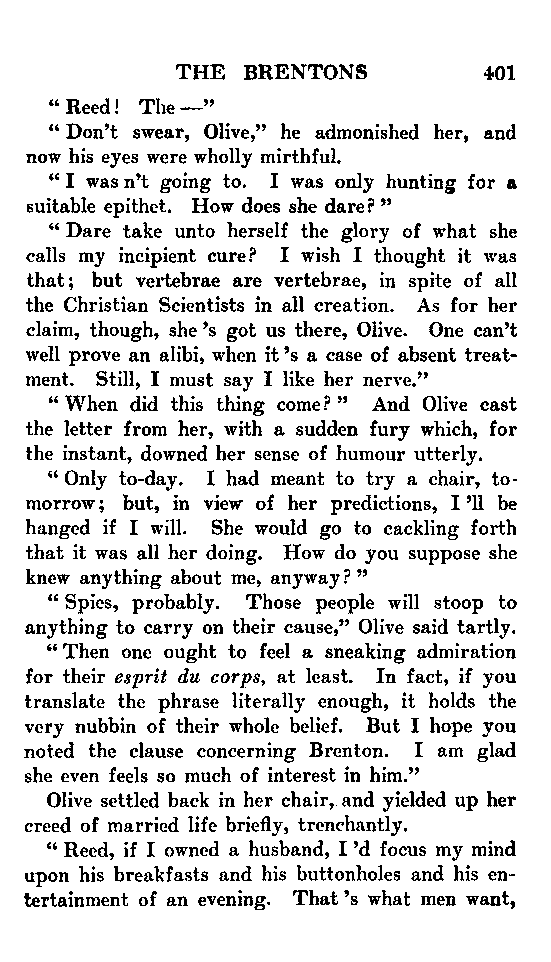 THE BRENTONS 401
“ Reed! The —”
“ Don’t swear, Olive,” he admonished her, and
now his eyes were wholly mirthful.
“ I was n’t going to. I was only hunting for a
suitable epithet. How does she dare? ”
“ Dare take unto herself the glory of what she
calls my incipient cure? I wish I thought it was
that; but vertebrae are vertebrae, in spite of all
the Christian Scientists in all creation. As for her
claim, though, she ’s got us there, Olive. One can’t
well prove an alibi, when it ’s a case of absent treat-
ment. Still, I must say I like her nerve.”
“ When did this thing come? ” And Olive cast
the letter from her, with a sudden fury which, for
the instant, downed her sense of humour utterly.
“ Only to-day. I had meant to try a chair, to-
morrow; but, in view of her predictions, I ’ll be
hanged if I will. She would go to cackling forth
that it was all her doing. How do you suppose she
knew anything about me, anyway? ”
“ Spies, probably. Those people will stoop to
anything to carry on their cause,” Olive said tartly.
“ Then one ought to feel a sneaking admiration
for their esprit du corps, at least. In fact, if you
translate the phrase literally enough, it holds the
very nubbin of their whole belief. But I hope you
noted the clause concerning Brenton. I am glad
she even feels so much of interest in him.”
Olive settled back in her chair, and yielded up her
creed of married life briefly, trenchantly.
“ Reed, if I owned a husband, I ’d focus my mind
upon his breakfasts and his buttonholes and his en-
tertainment of an evening. That ’s what men want,